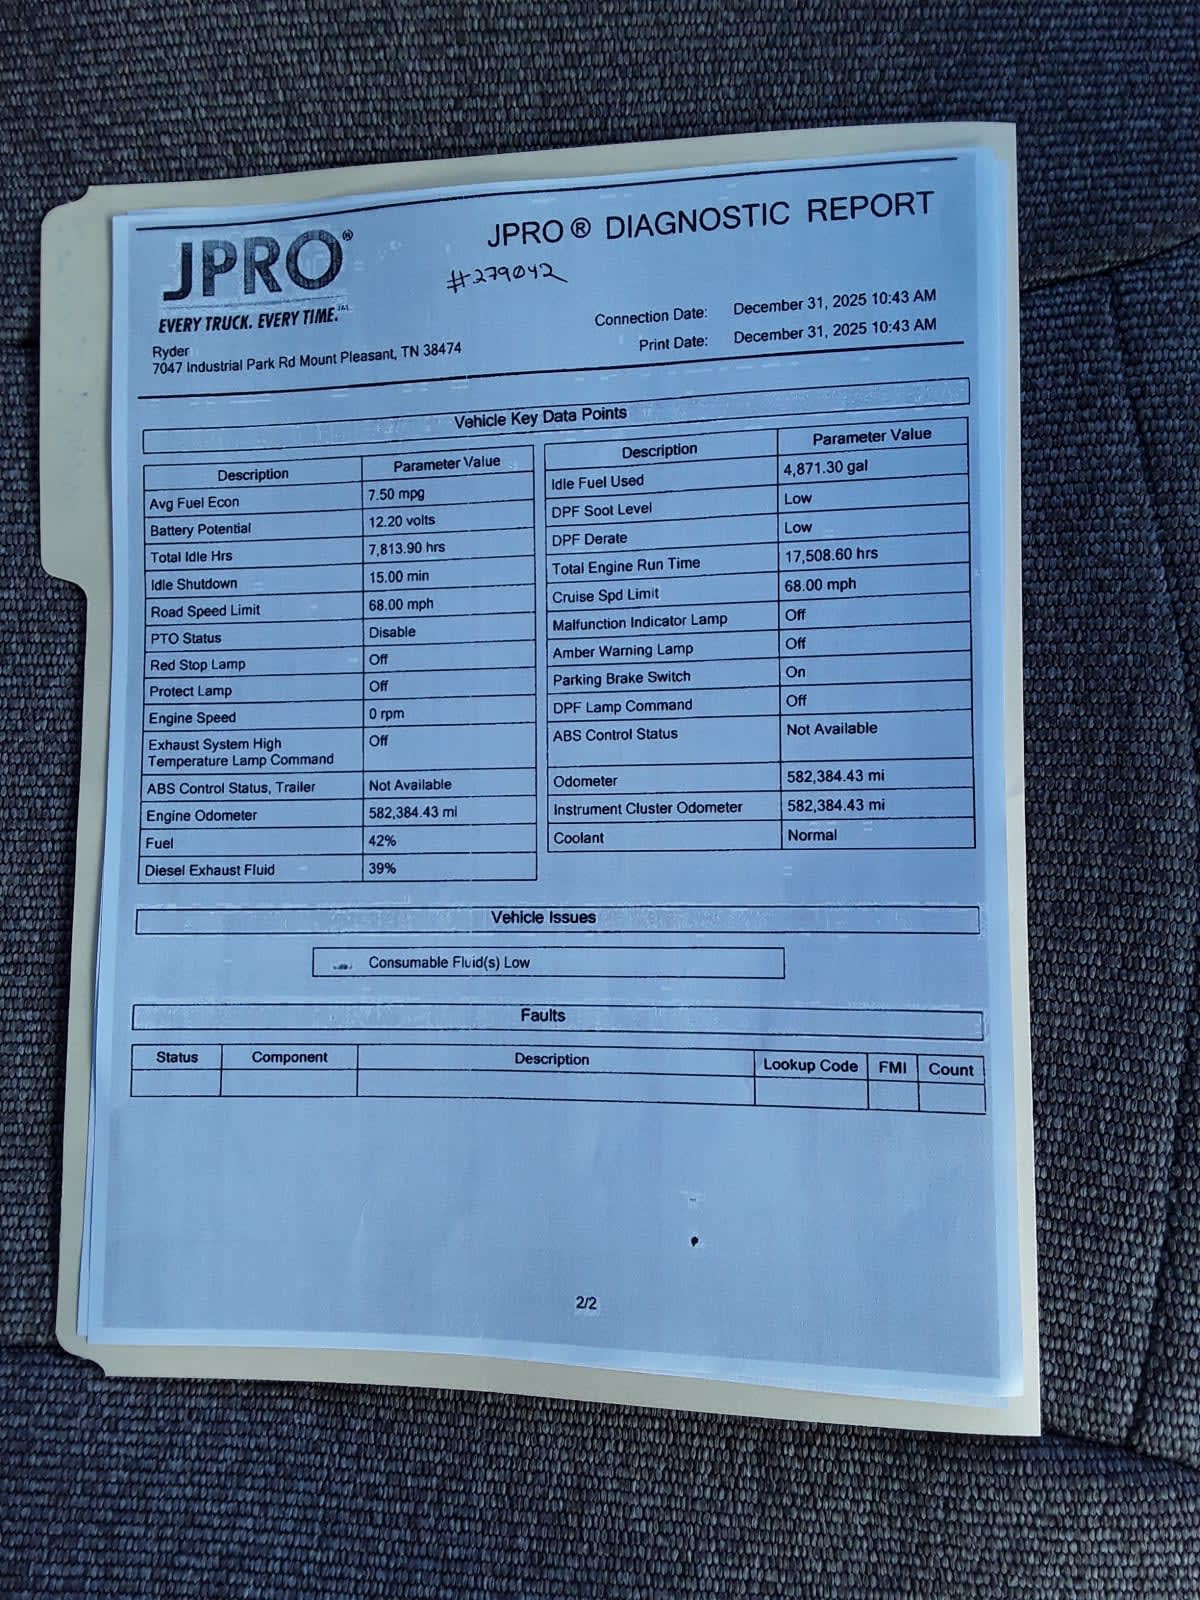 JPRO®
JPRO® DIAGNOSTIC REPORT
#279042
EVERY TRUCK. EVERY TIME.
Connection Date: December 31, 2025 10:43 AM
Print Date: December 31, 2025 10:43 AM
Ryder
7047 Industrial Park Rd Mount Pleasant, TN 38474
Vehicle Key Data Points
Description Parameter Value
Avg Fuel Econ 7.50 mpg
Battery Potential 12.20 volts
Total Idle Hrs 7,813.90 hrs
Idle Shutdown 15.00 min
Road Speed Limit 68.00 mph
PTO Status Disable
Red Stop Lamp Off
Protect Lamp Off
Engine Speed 0 rpm
Exhaust System High Off
Temperature Lamp Command
ABS Control Status, Trailer Not Available
Engine Odometer 582,384.43 mi
Fuel 42%
Diesel Exhaust Fluid 39%
Description Parameter Value
Idle Fuel Used 4,871.30 gal
DPF Soot Level Low
DPF Derate Low
Total Engine Run Time 17,508.60 hrs
Cruise Spd Limit 68.00 mph
Malfunction Indicator Lamp Off
Amber Warning Lamp Off
Parking Brake Switch On
DPF Lamp Command Off
ABS Control Status Not Available
Odometer 582,384.43 mi
Instrument Cluster Odometer 582,384.43 mi
Coolant Normal
Vehicle Issues
Consumable Fluid(s) Low
Faults
Status Component Description Lookup Code FMI Count
2/2